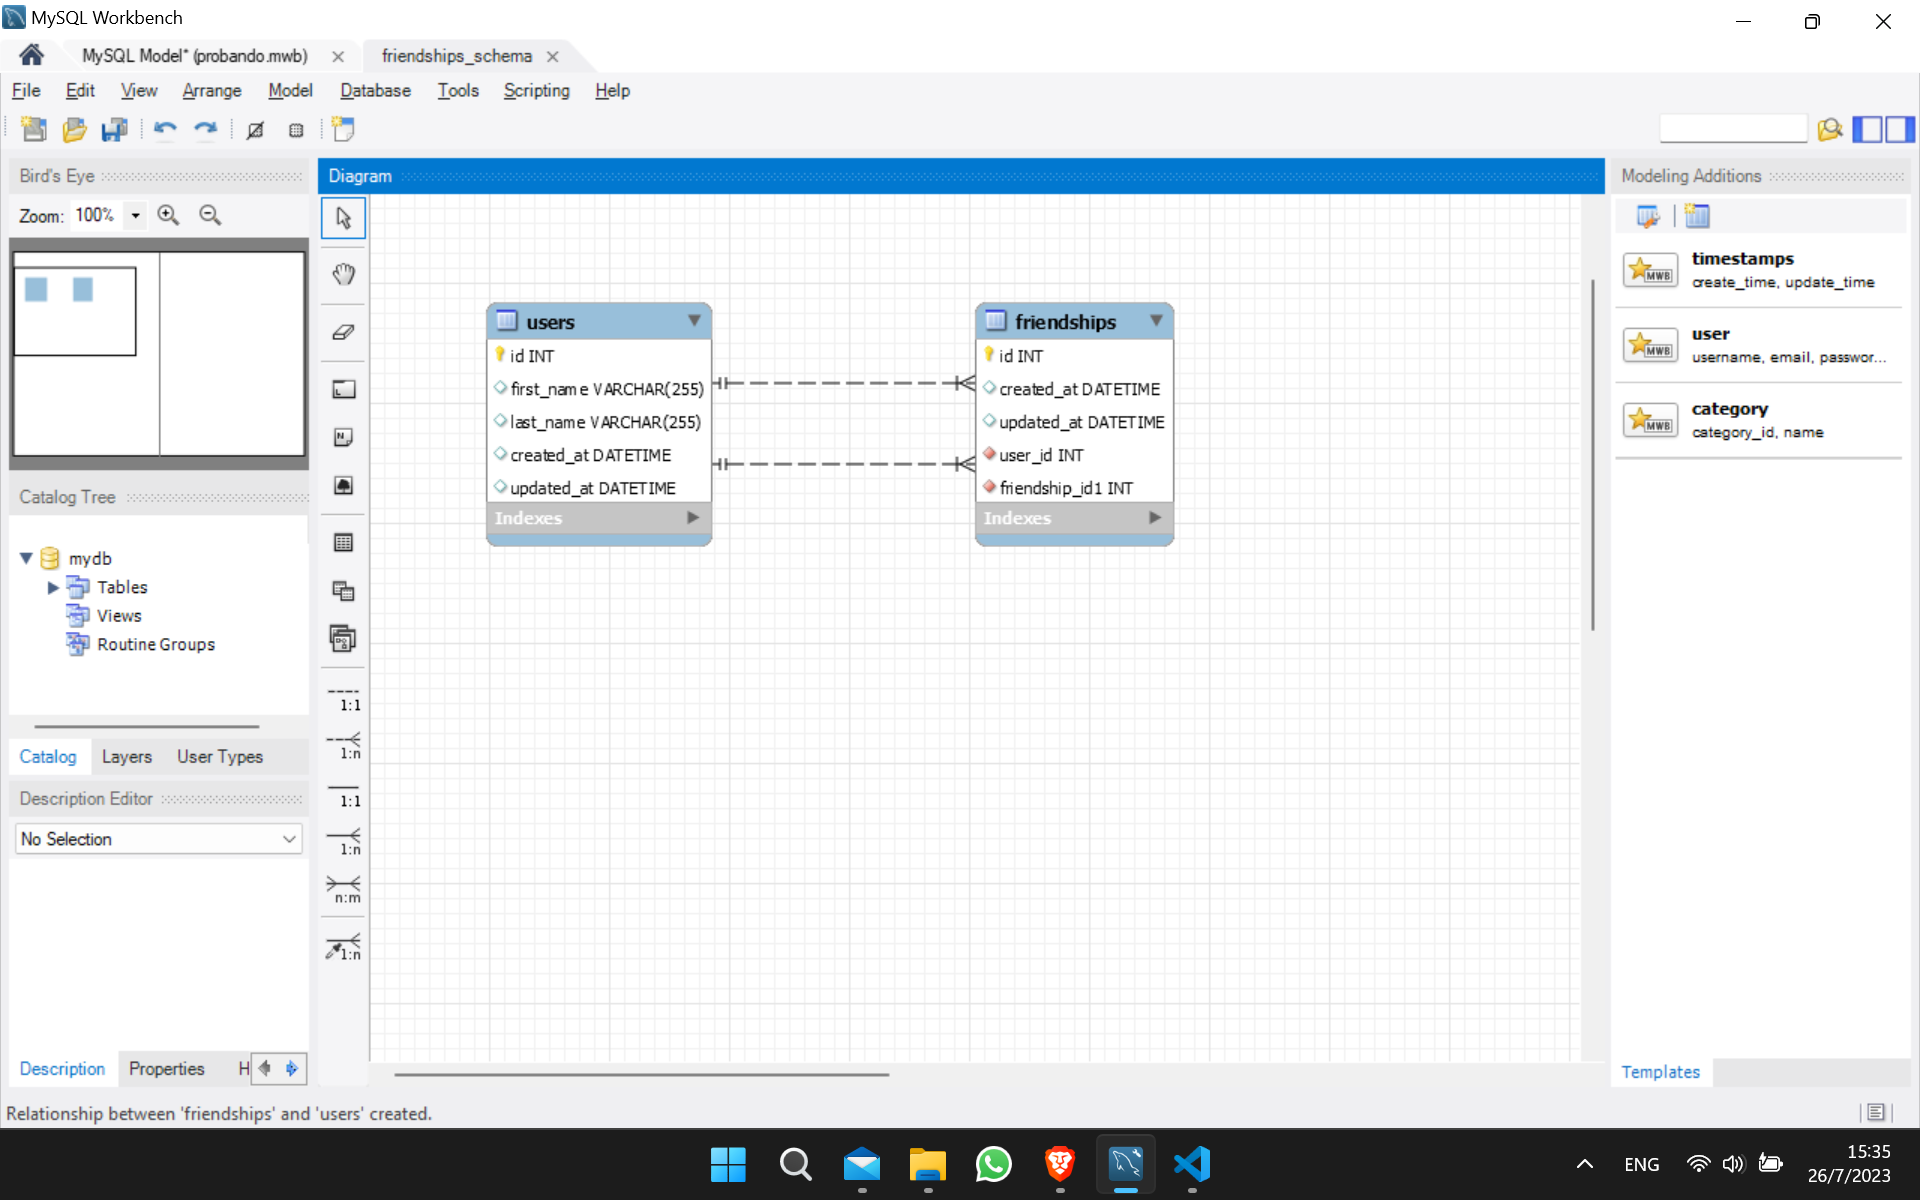 MySQL Workbench
MySQL Model* (probando.mwb)
friendships_schema
File Edit View Arrange Model Database Tools Scripting Help
Bird's Eye
Zoom: 100%
Diagram
Modeling Additions
timestamps
create_time, update_time
user
username, email, passwor...
category
category_id, name
users
id INT
first_name VARCHAR(255)
last_name VARCHAR(255)
created_at DATETIME
updated_at DATETIME
Indexes
friendships
id INT
created_at DATETIME
updated_at DATETIME
user_id INT
friendship_id1 INT
Indexes
Catalog Tree
mydb
Tables
Views
Routine Groups
Catalog Layers User Types
Description Editor
No Selection
1:1
1:n
1:1
1:n
n:m
1:n
MWB
MWB
MWB
N
Description Properties H
Templates
Relationship between 'friendships' and 'users' created.
ENG
15:35
26/7/2023